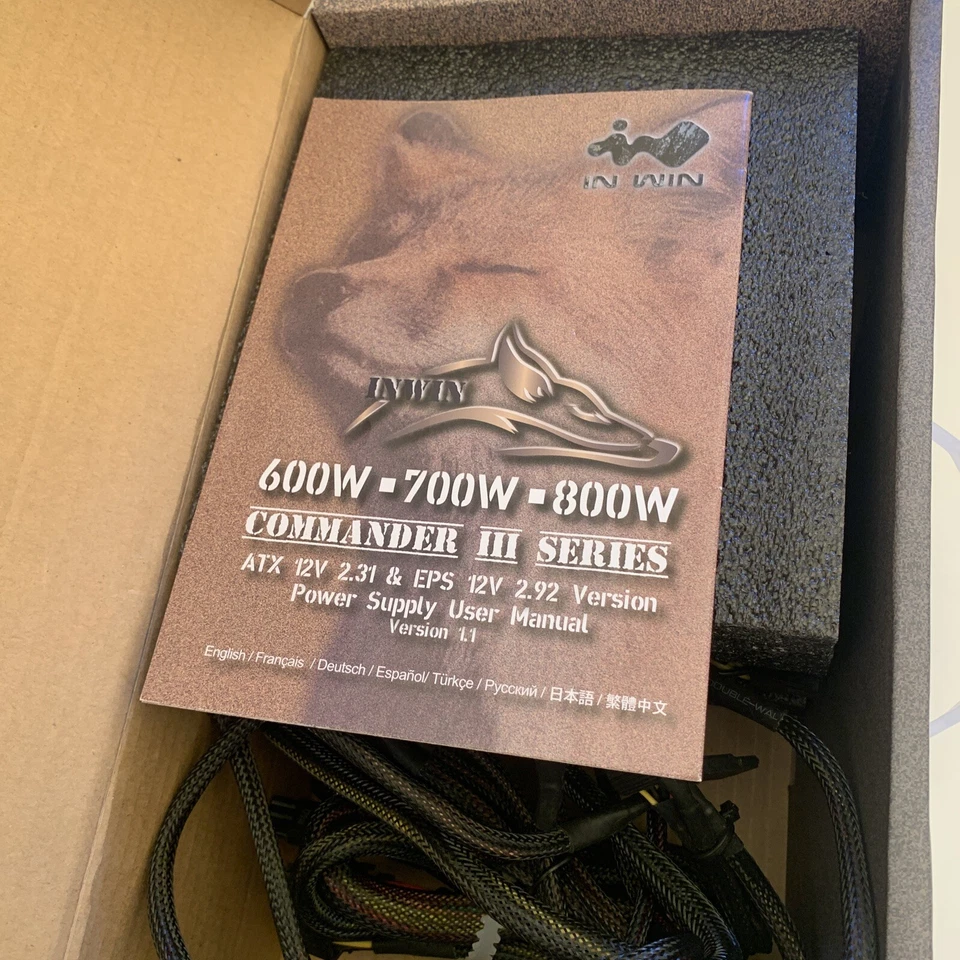 IN WIN
INWIN
600W ▪ 700W ▪ 800W
COMMANDER III SERIES
ATX 12V 2.31 & EPS 12V 2.92 Version
Power Supply User Manual
Version 1.1
English / Français / Deutsch / Español/ Türkçe / Русский / 日本語 / 繁體中文
DOUBLE-WALL